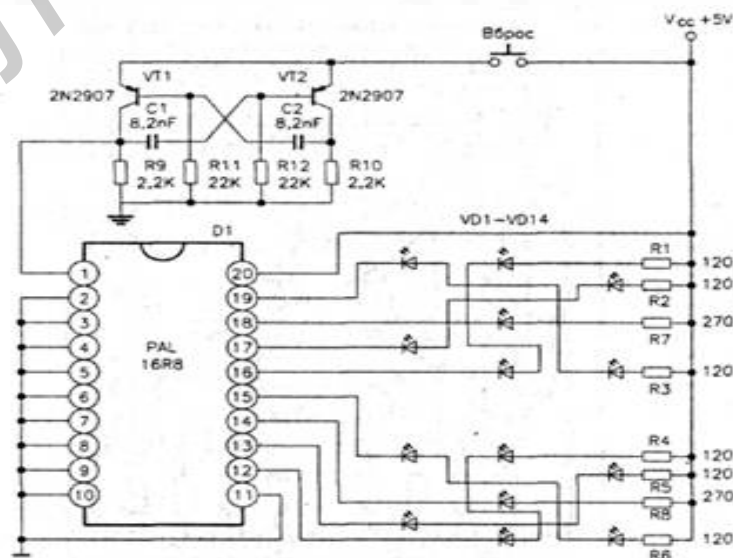 Vcc +5V
Вброс
VT1
VT2
2N2907
2N2907
C1
C2
8,2nF
8,2nF
R9
R11
R12
R10
2,2K
22K
22K
2,2K
D1
VD1-VD14
R1
120
120
R2
270
R7
120
R3
PAL
16R8
1
2
3
4
5
6
7
8
9
10
20
19
18
17
16
15
14
13
12
11
R4
120
120
R5
270
R8
120
R6